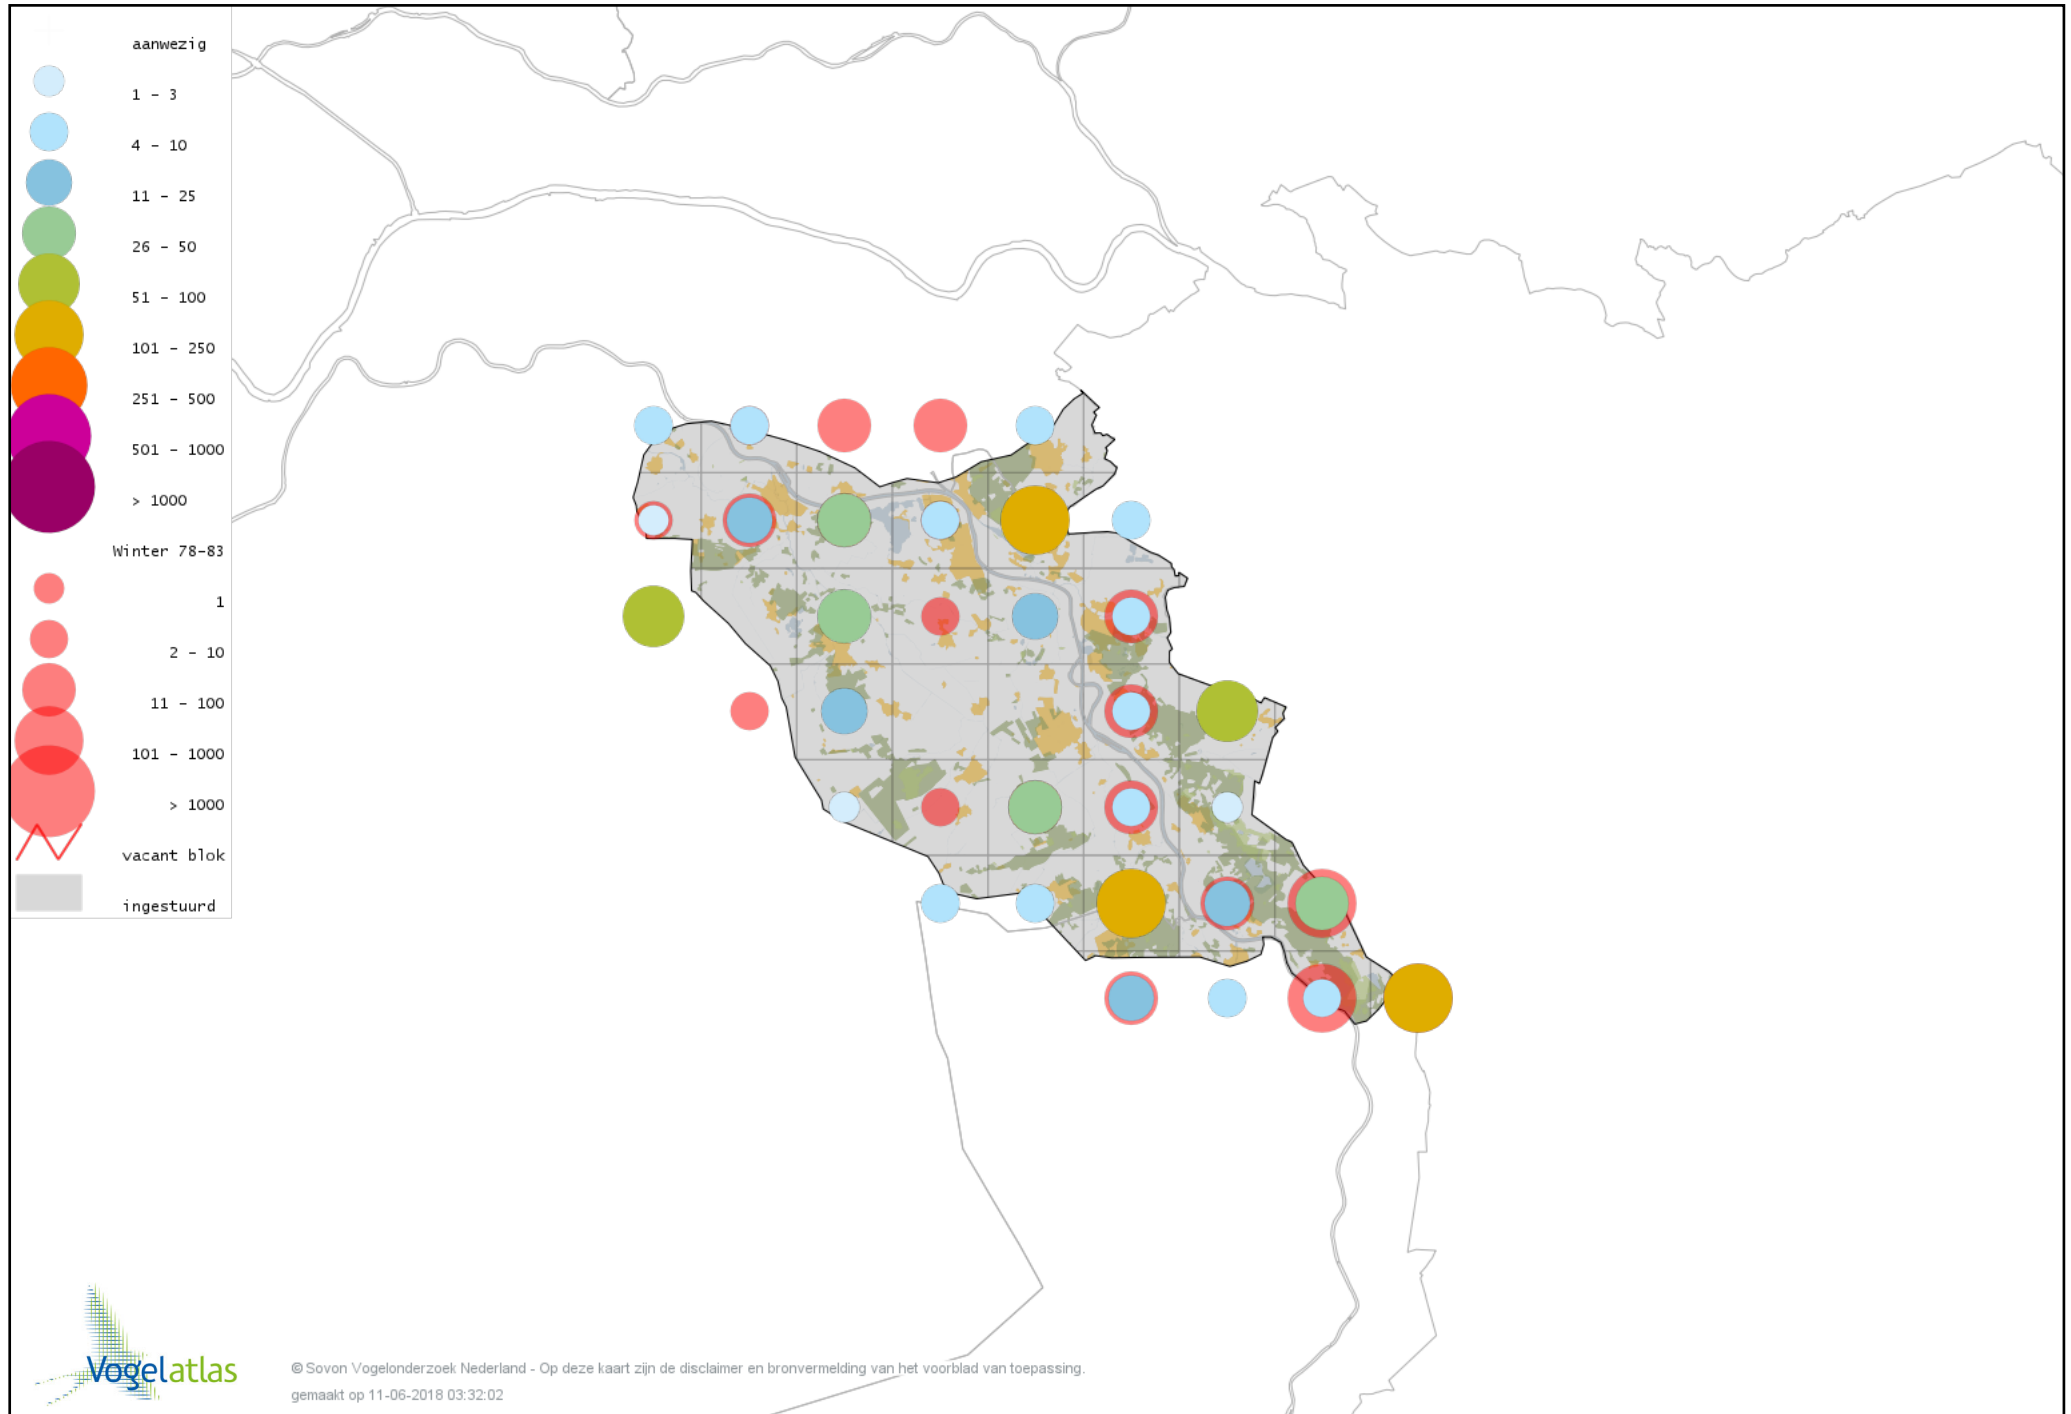 aanwezig
1 - 3
4 - 10
11 - 25
26 - 50
51 - 100
101 - 250
251 - 500
501 - 1000
> 1000
Winter 78-83
1
2 - 10
11 - 100
101 - 1000
> 1000
vacant blok
ingestuurd
Vogelatlas
© Sovon Vogelonderzoek Nederland - Op deze kaart zijn de disclaimer en bronvermelding van het voorblad van toepassing.
gemaakt op 11-06-2018 03:32:02